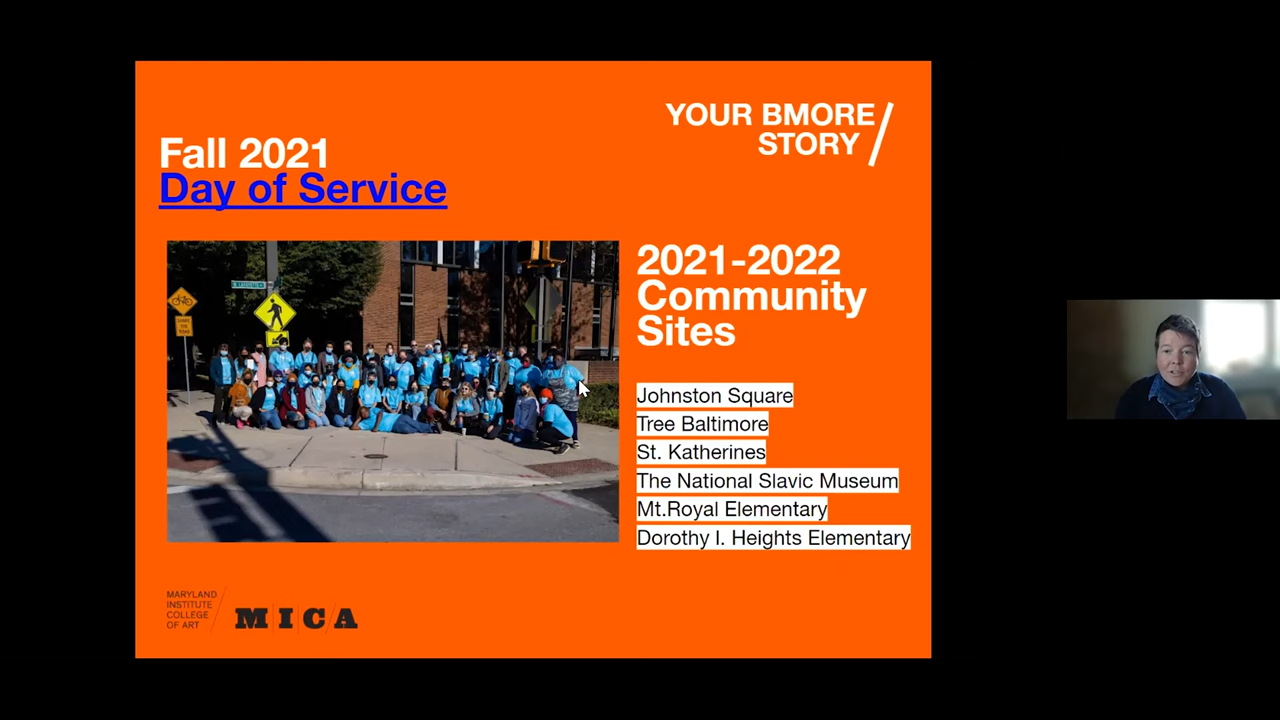 YOUR BMORE
STORY
Fall 2021
Day of Service
2021-2022
Community
Sites
Johnston Square
Tree Baltimore
St. Katherines
The National Slavic Museum
Mt.Royal Elementary
Dorothy I. Heights Elementary
MARYLAND
INSTITUTE
COLLEGE
OF ART
MICA